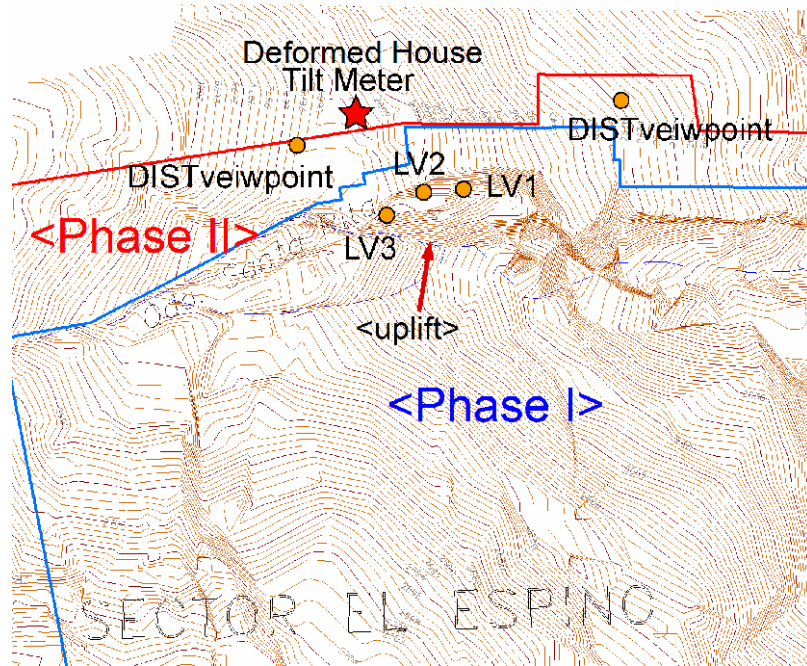 Deformed House
Tilt Meter
DISTveiwpoint
DISTveiwpoint
LV2
LV1
LV3
<Phase II>
<uplift>
<Phase I>
SECTOR EL ESPINO